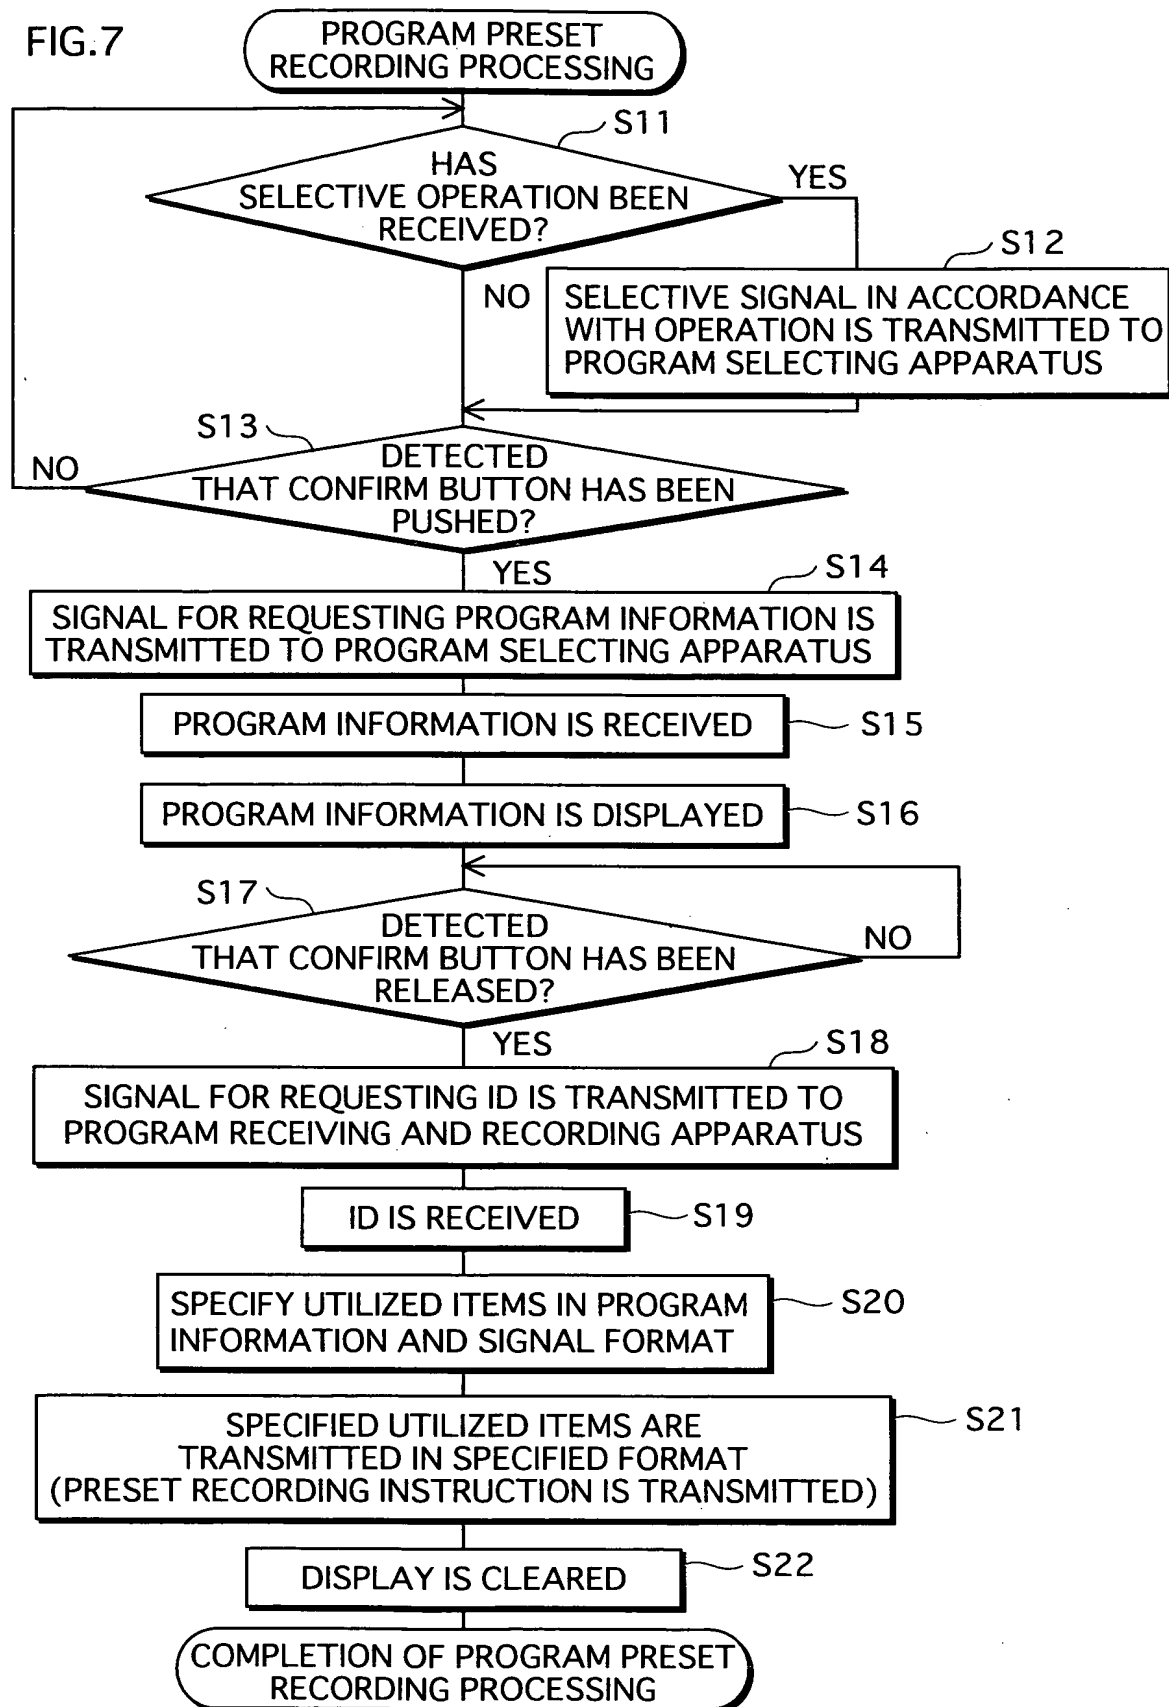 FIG.7
PROGRAM PRESET
RECORDING PROCESSING
S11
HAS
SELECTIVE OPERATION BEEN
RECEIVED?
YES
S12
NO
SELECTIVE SIGNAL IN ACCORDANCE
WITH OPERATION IS TRANSMITTED TO
PROGRAM SELECTING APPARATUS
S13
NO
DETECTED
THAT CONFIRM BUTTON HAS BEEN
PUSHED?
YES
S14
SIGNAL FOR REQUESTING PROGRAM INFORMATION IS
TRANSMITTED TO PROGRAM SELECTING APPARATUS
PROGRAM INFORMATION IS RECEIVED
S15
PROGRAM INFORMATION IS DISPLAYED
S16
S17
DETECTED
THAT CONFIRM BUTTON HAS BEEN
RELEASED?
NO
YES
S18
SIGNAL FOR REQUESTING ID IS TRANSMITTED TO
PROGRAM RECEIVING AND RECORDING APPARATUS
ID IS RECEIVED
S19
SPECIFY UTILIZED ITEMS IN PROGRAM
INFORMATION AND SIGNAL FORMAT
S20
SPECIFIED UTILIZED ITEMS ARE
TRANSMITTED IN SPECIFIED FORMAT
(PRESET RECORDING INSTRUCTION IS TRANSMITTED)
S21
DISPLAY IS CLEARED
S22
COMPLETION OF PROGRAM PRESET
RECORDING PROCESSING